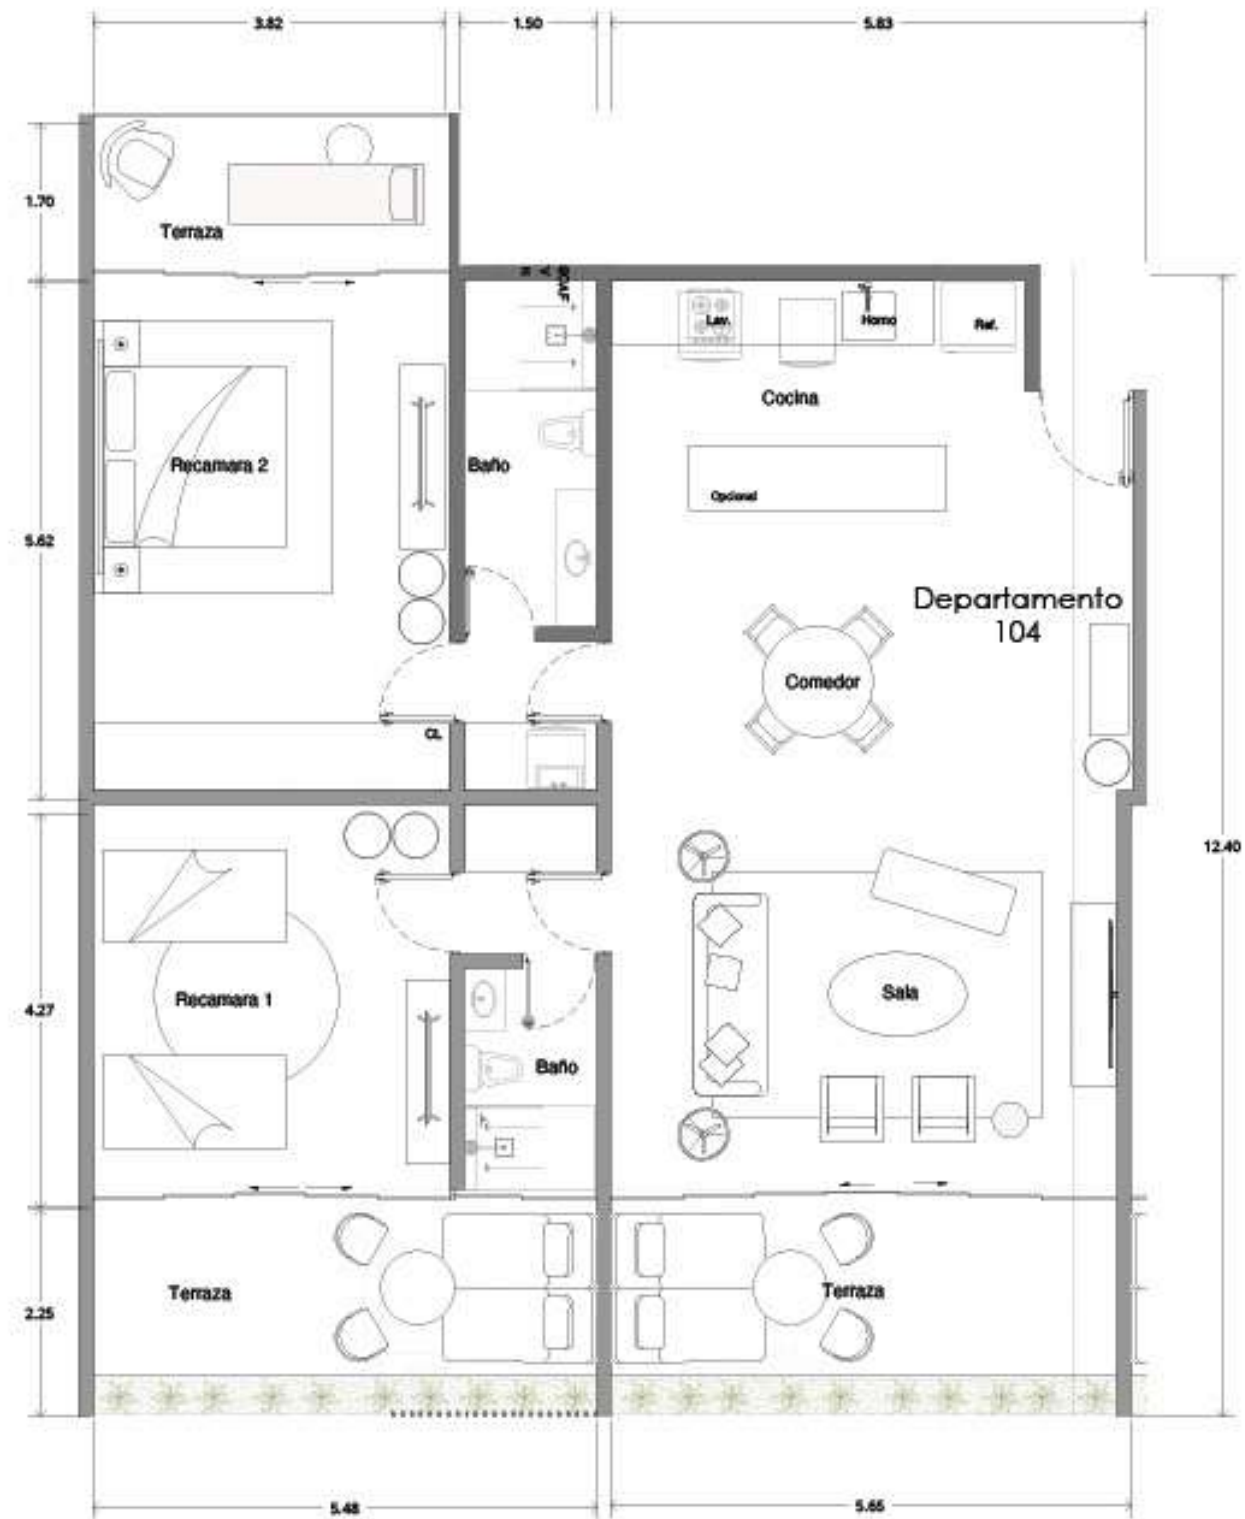 3.82
1.50
5.83
1.70
Terraza
Lav.
Horno
Ref.
Cocina
Recamara 2
Baño
Opcional
5.62
Departamento
104
Comedor
CL
12.40
Recamara 1
Sala
4.27
Baño
Terraza
Terraza
2.25
5.48
5.65